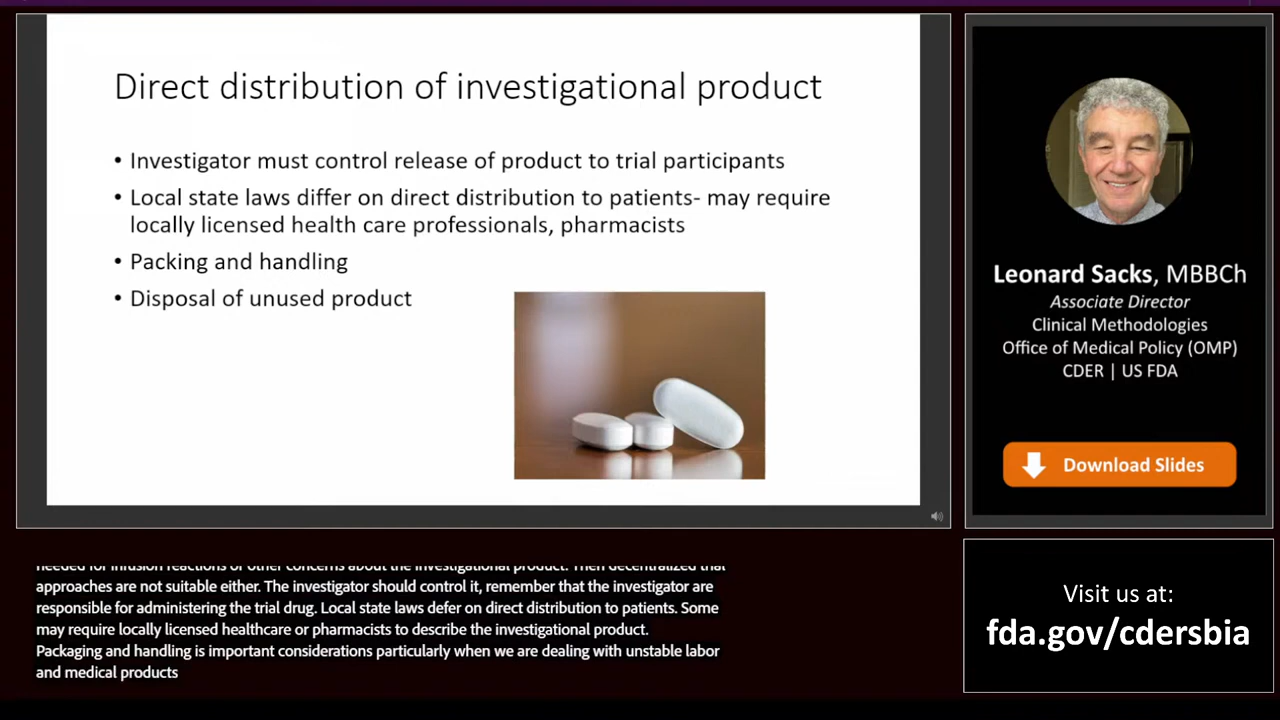 Direct distribution of investigational product
• Investigator must control release of product to trial participants
• Local state laws differ on direct distribution to patients- may require
locally licensed health care professionals, pharmacists
• Packing and handling
• Disposal of unused product
Leonard Sacks, MBBCh
Associate Director
Clinical Methodologies
Office of Medical Policy (OMP)
CDER | US FDA
Download Slides
needed for infusion reactions or other concerns about the investigational product. Then decentralized trial
approaches are not suitable either. The investigator should control it, remember that the investigator are
responsible for administering the trial drug. Local state laws defer on direct distribution to patients. Some
may require locally licensed healthcare or pharmacists to describe the investigational product.
Packaging and handling is important considerations particularly when we are dealing with unstable labor
and medical products
Visit us at:
fda.gov/cdersbia